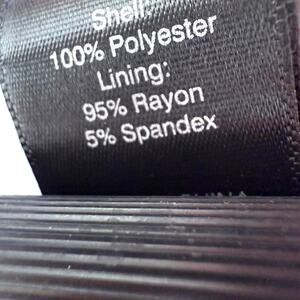 Shell
100% Polyester
Lining:
95% Rayon
5% Spandex